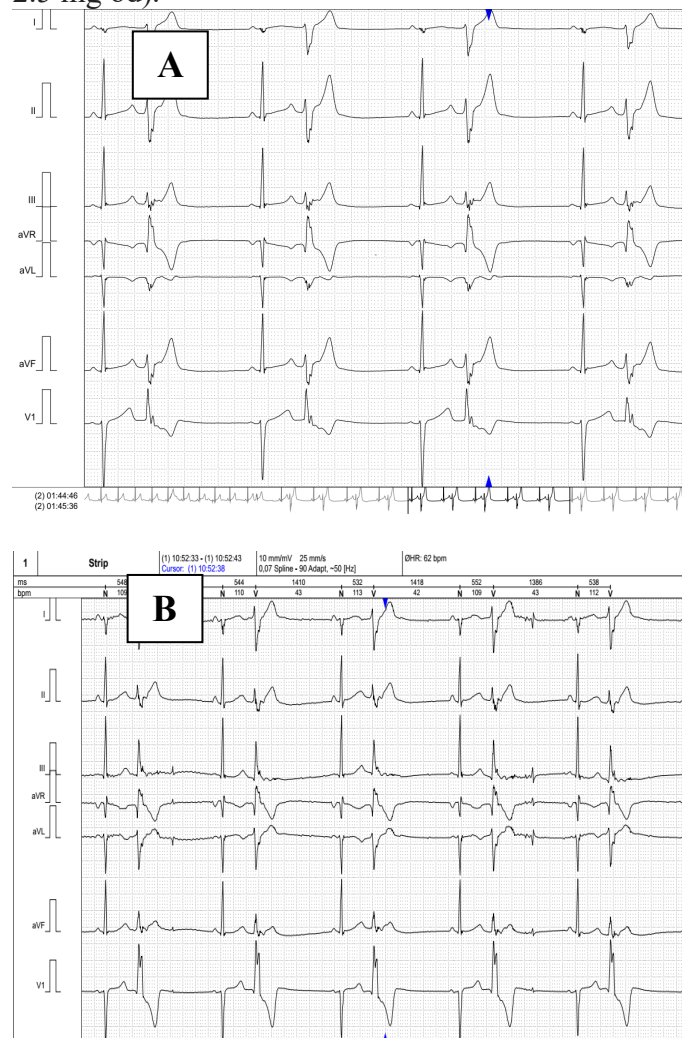 2.5 mg bd).
I
A
II
III
aVR
aVL
aVF
V1
(2) 01:44:46
(2) 01:45:36
1 Strip (1) 10:52:33 - (1) 10:52:43 10 mm/mV 25 mm/s ØHR: 62 bpm
Cursor: (1) 10:52:38 0,07 Spline - 90 Adapt, ~50 [Hz]
ms 548 544 1410 532 1418 552 1386 538
bpm N 109 N 110 V 43 N 113 V 42 N 109 V 43 N 112 V
B
I
II
III
aVR
aVL
aVF
V1